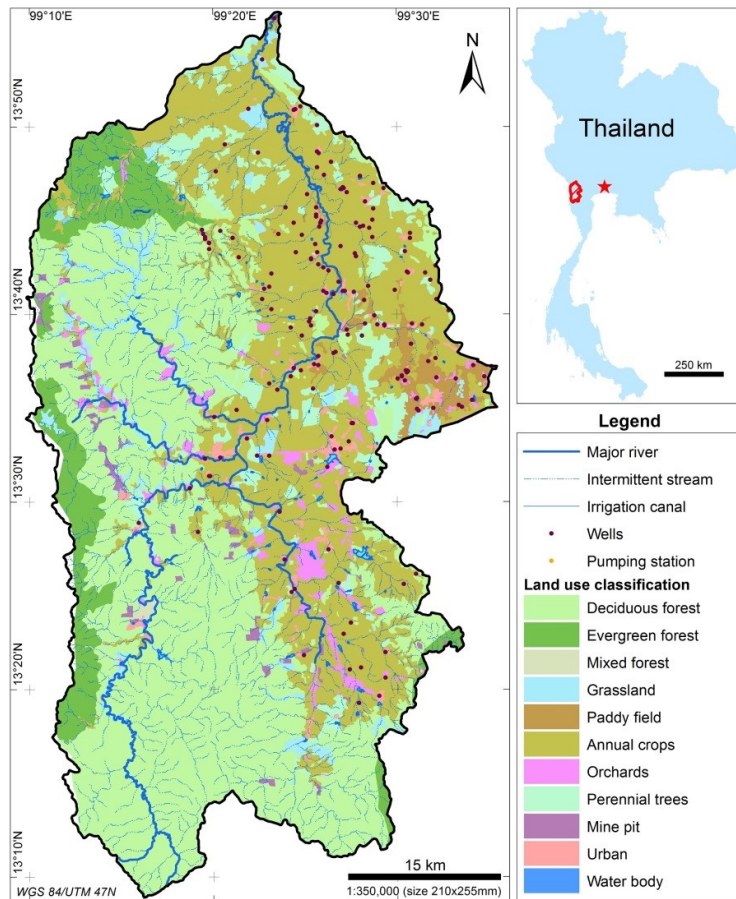 99°10'E
99°20'E
99°30'E
N
13°50'N
13°40'N
13°30'N
13°20'N
13°10'N
15 km
WGS 84/UTM 47N
1:350,000 (size 210x255mm)
Thailand
250 km
Legend
Major river
Intermittent stream
Irrigation canal
Wells
Pumping station
Land use classification
Deciduous forest
Evergreen forest
Mixed forest
Grassland
Paddy field
Annual crops
Orchards
Perennial trees
Mine pit
Urban
Water body